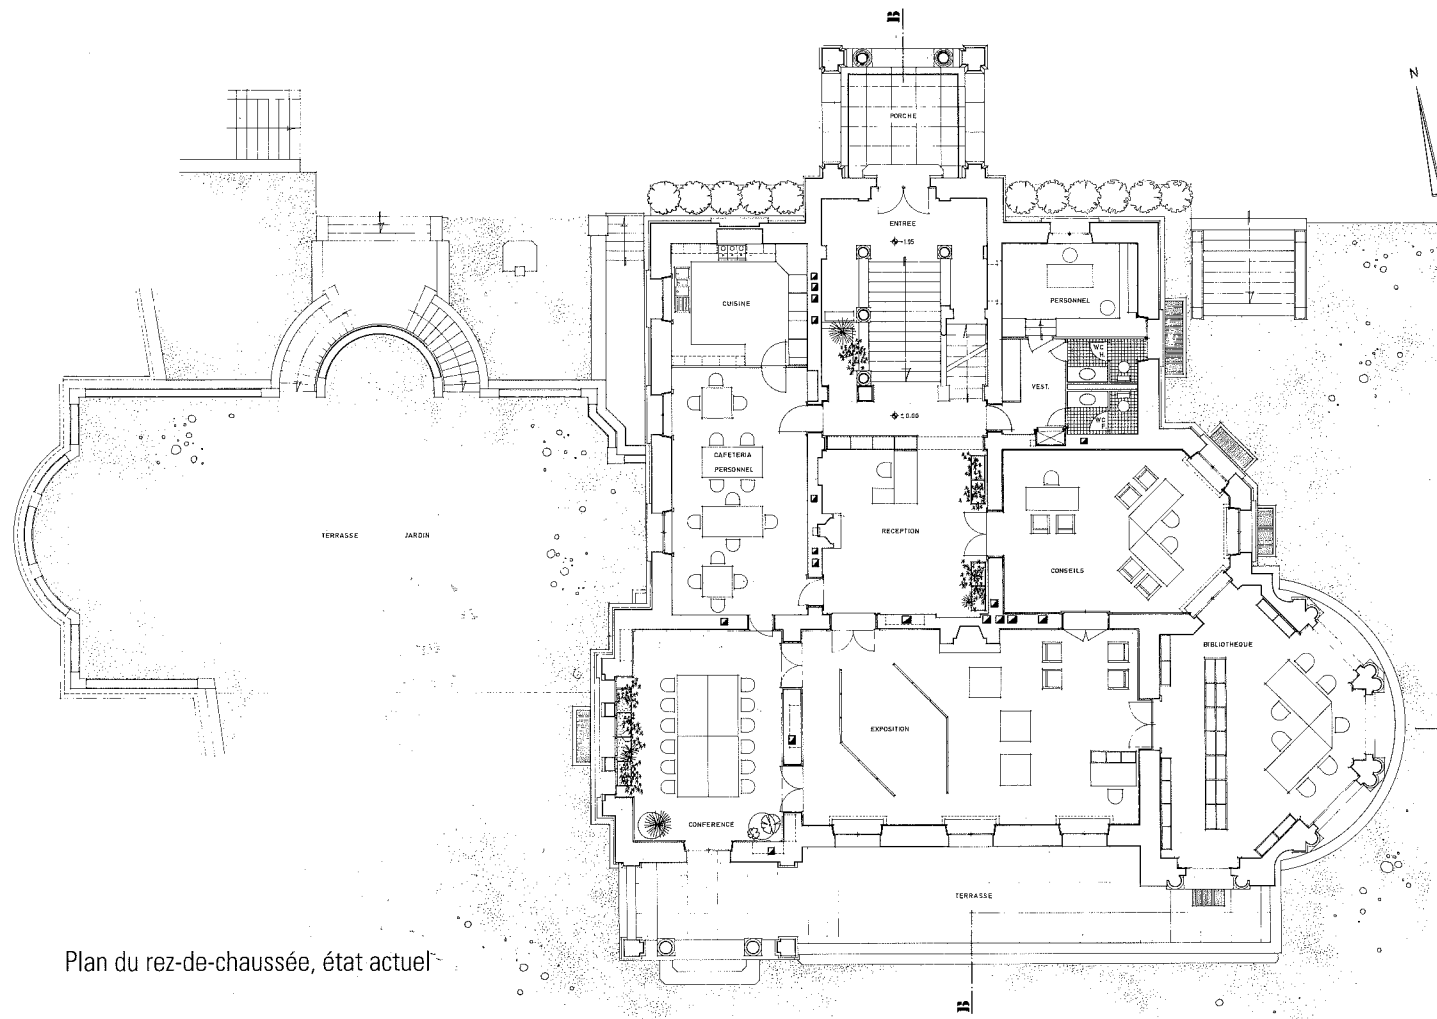 B
N
PORCHE
ENTREE
-1.95
CUISINE
PERSONNEL
WC
H.
VEST.
WC
F.
± 0.00
CAFETERIA
PERSONNEL
TERRASSE JARDIN
RECEPTION
CONSEILS
BIBLIOTHEQUE
EXPOSITION
CONFERENCE
TERRASSE
Plan du rez-de-chaussée, état actuel
B